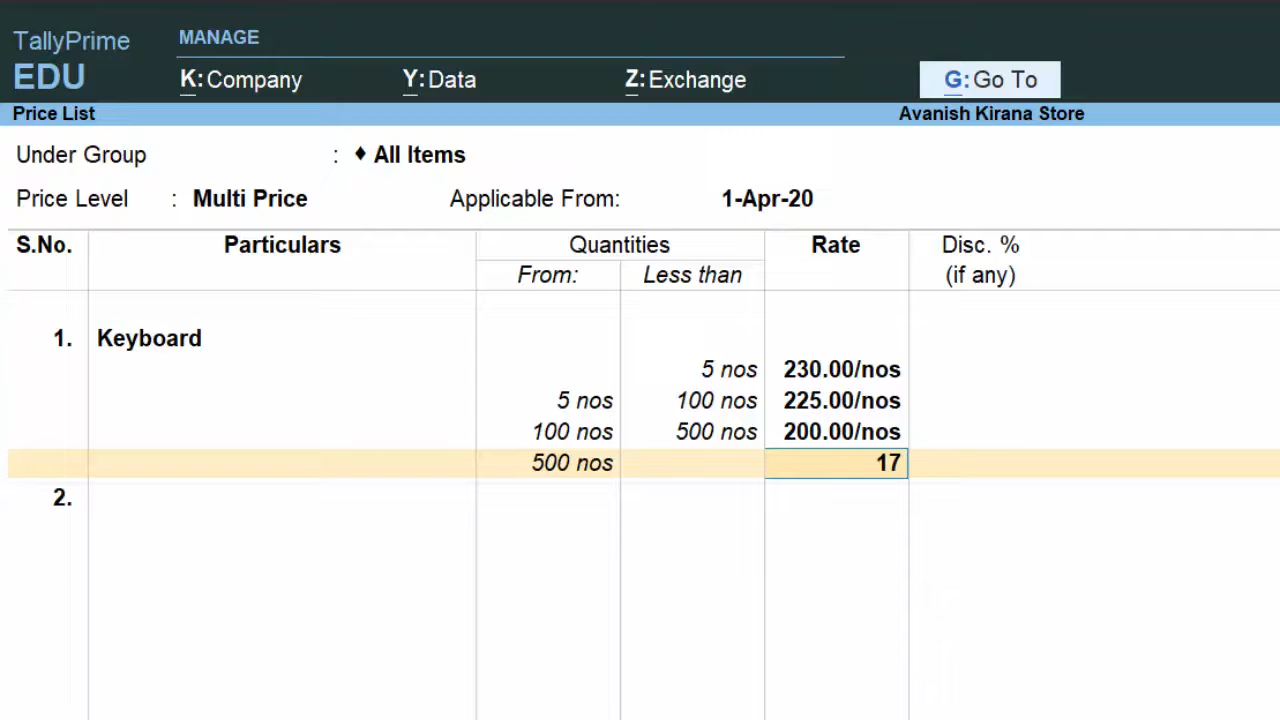 TallyPrime
EDU
MANAGE
K:Company Y:Data Z:Exchange G:Go To
Price List Avanish Kirana Store
Under Group : ♦ All Items
Price Level : Multi Price Applicable From: 1-Apr-20
S.No. Particulars Quantities Rate Disc. %
From: Less than (if any)
1. Keyboard
5 nos 230.00/nos
5 nos 100 nos 225.00/nos
100 nos 500 nos 200.00/nos
500 nos 17
2.